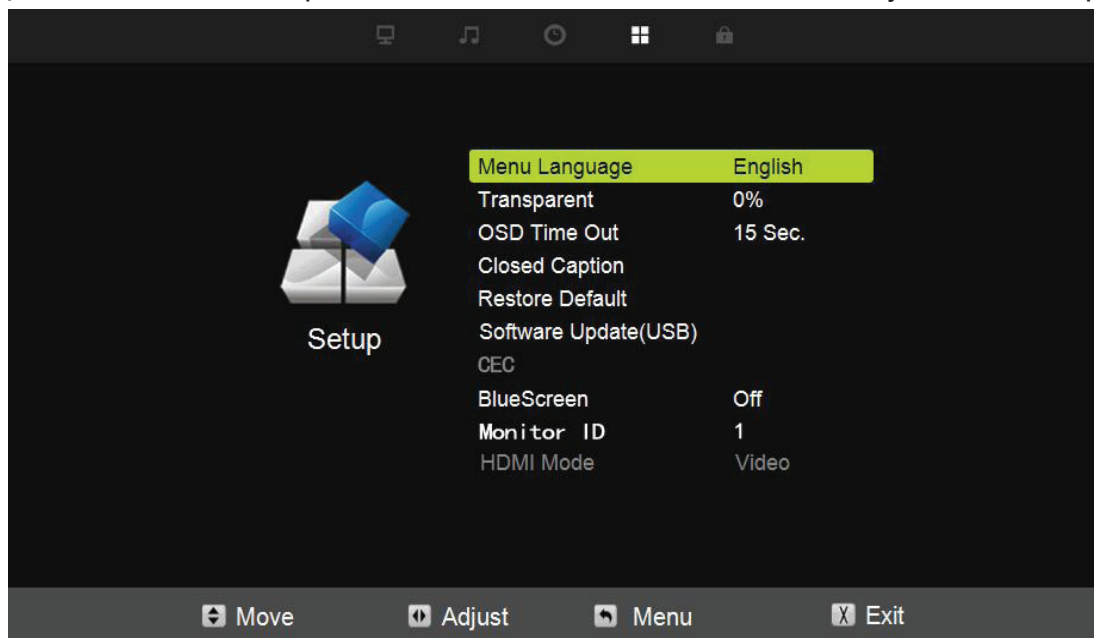 Menu Language English
Transparent 0%
OSD Time Out 15 Sec.
Closed Caption
Restore Default
Software Update(USB)
CEC
BlueScreen Off
Monitor ID 1
HDMI Mode Video
Setup
Move Adjust Menu X Exit